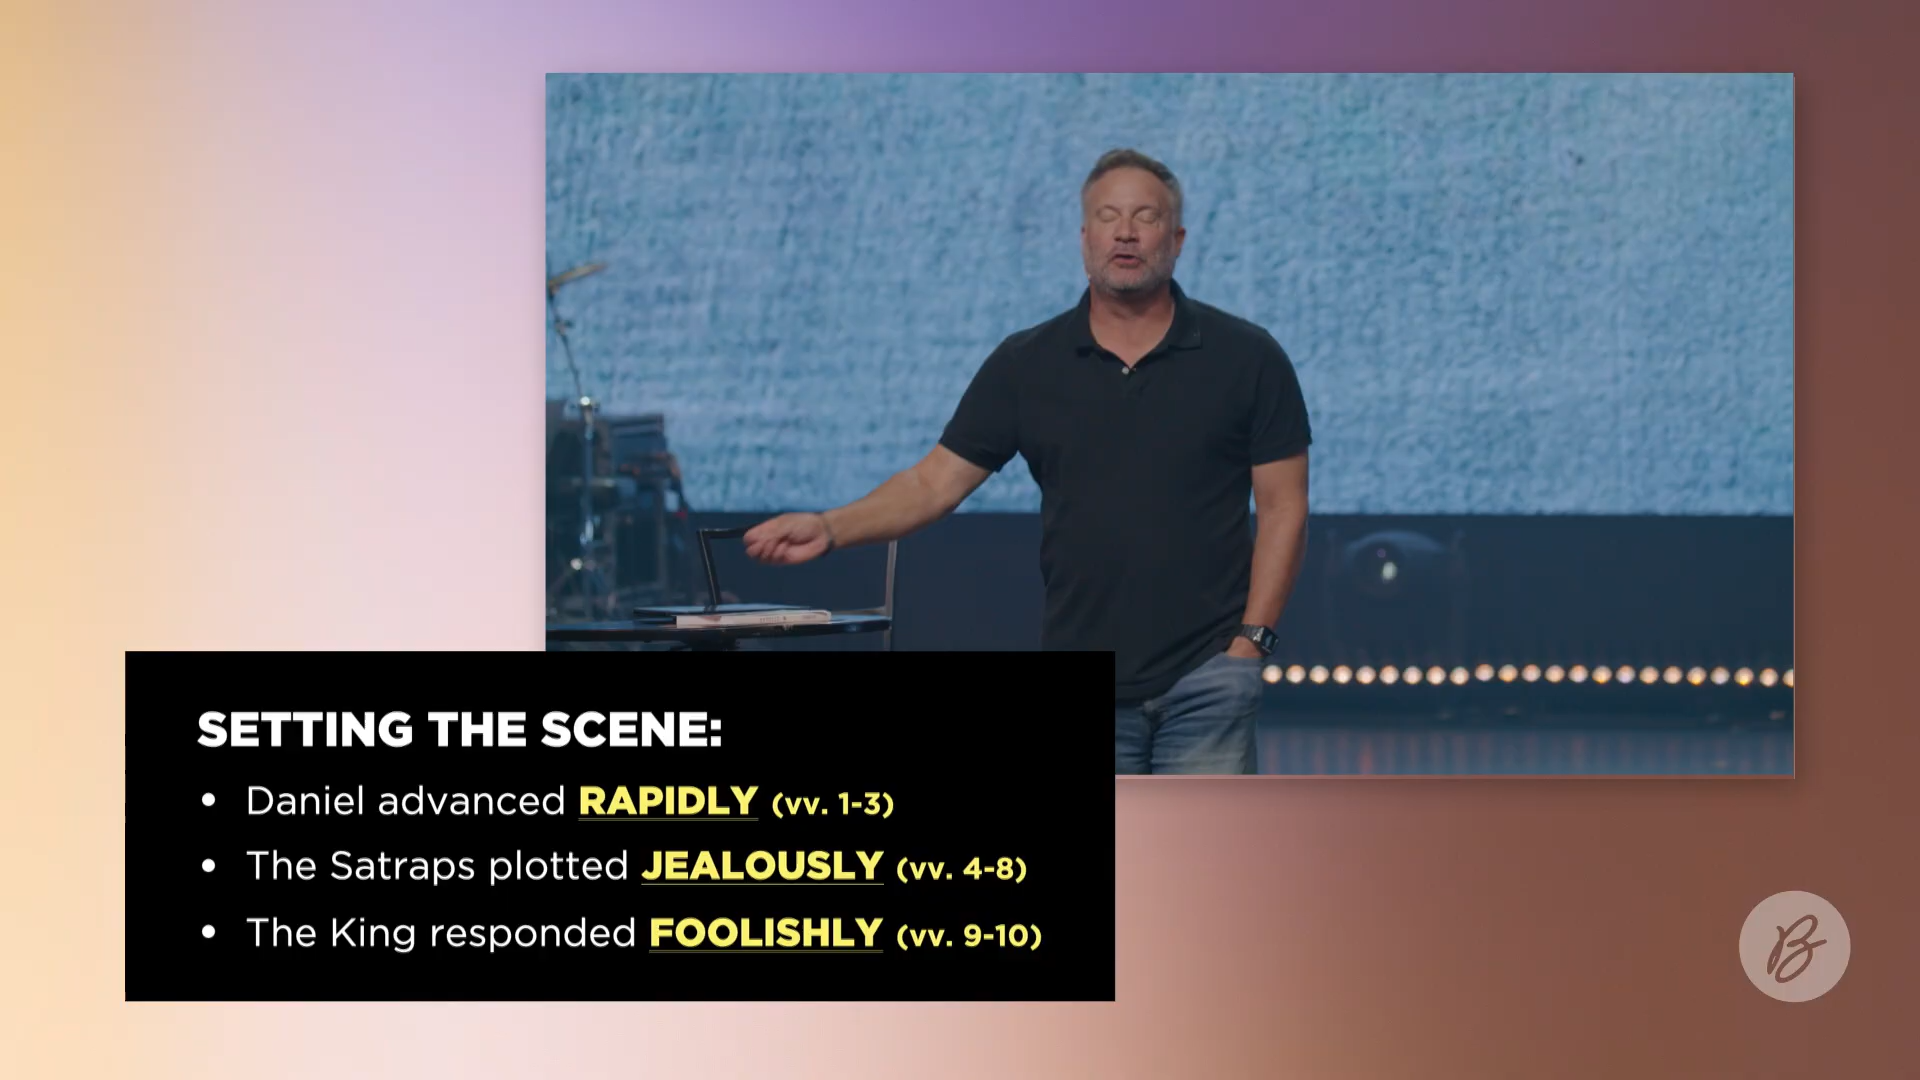 SETTING THE SCENE:
• Daniel advanced RAPIDLY (vv. 1-3)
• The Satraps plotted JEALOUSLY (vv. 4-8)
• The King responded FOOLISHLY (vv. 9-10)
B